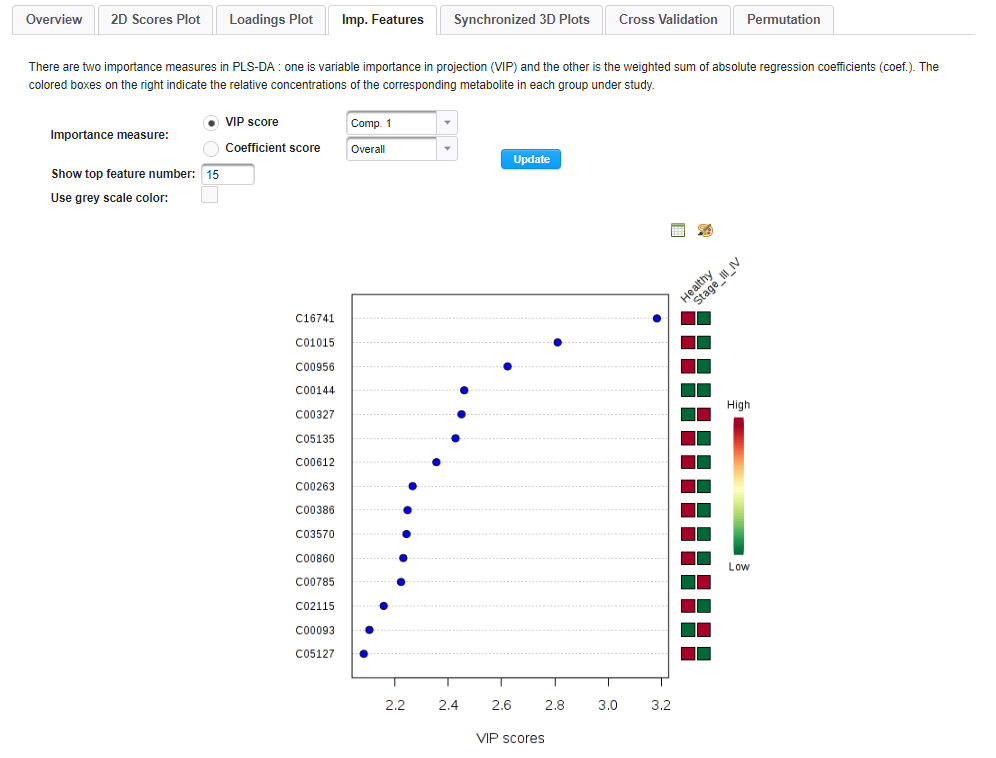 Overview 2D Scores Plot Loadings Plot Imp. Features Synchronized 3D Plots Cross Validation Permutation
There are two importance measures in PLS-DA : one is variable importance in projection (VIP) and the other is the weighted sum of absolute regression coefficients (coef.). The
colored boxes on the right indicate the relative concentrations of the corresponding metabolite in each group under study.
Importance measure:
VIP score Comp. 1
Coefficient score Overall
Update
Show top feature number: 15
Use grey scale color:
Healthy
Stage_III_IV
C16741
C01015
C00956
C00144
C00327
C05135
C00612
C00263
C00386
C03570
C00860
C00785
C02115
C00093
C05127
High
Low
2.2 2.4 2.6 2.8 3.0 3.2
VIP scores